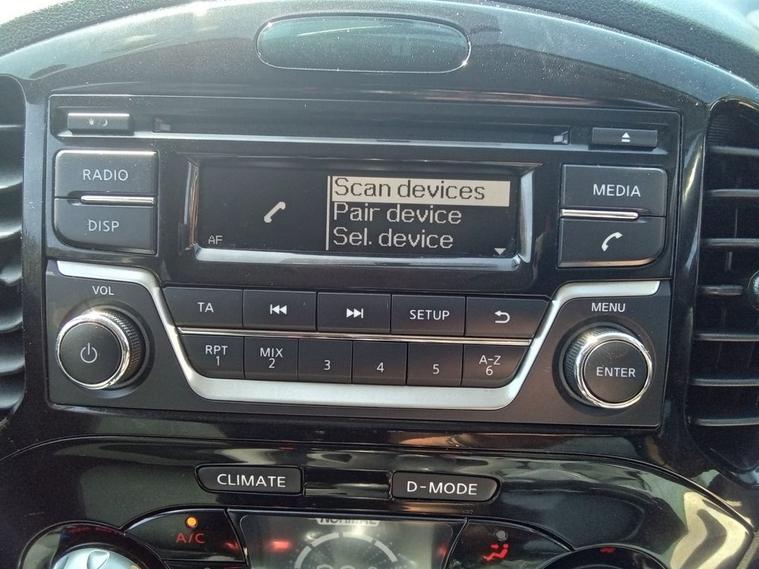 RADIO
DISP
Scan devices
Pair device
Sel. device
AF
MEDIA
VOL
TA
SETUP
MENU
RPT
1
MIX
2
3
4
5
A-Z
6
ENTER
CLIMATE
D-MODE
A/C
NORMAL